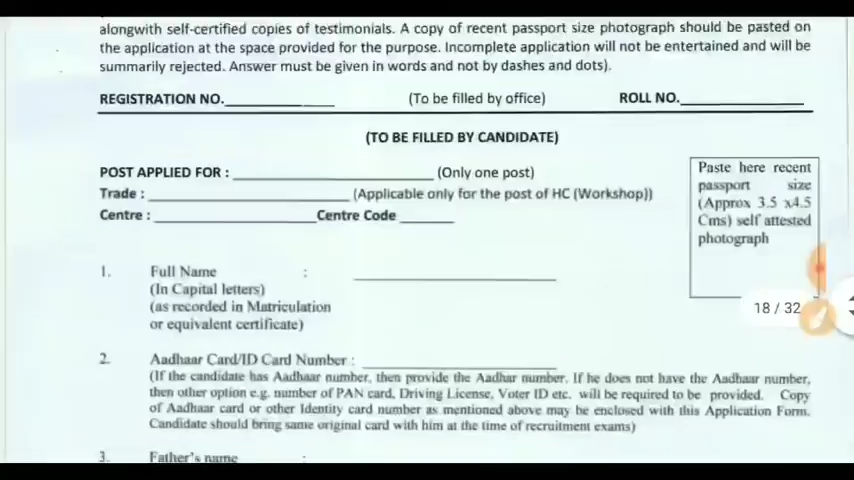 alongwith self-certified copies of testimonials. A copy of recent passport size photograph should be pasted on
the application at the space provided for the purpose. Incomplete application will not be entertained and will be
summarily rejected. Answer must be given in words and not by dashes and dots).
REGISTRATION NO.____________ (To be filled by office) ROLL NO.____________
(TO BE FILLED BY CANDIDATE)
POST APPLIED FOR : ____________ (Only one post)
Trade : ____________ (Applicable only for the post of HC (Workshop))
Centre : ____________ Centre Code ______
Paste here recent
passport size
(Approx 3.5 x4.5
Cms) self attested
photograph
18 / 32
1. Full Name : ____________
(In Capital letters)
(as recorded in Matriculation
or equivalent certificate)
2. Aadhaar Card/ID Card Number : ____________
(If the candidate has Aadhaar number, then provide the Aadhar number. If he does not have the Aadhaar number,
then other option e.g. number of PAN card, Driving License, Voter ID etc. will be required to be provided. Copy
of Aadhaar card or other Identity card number as mentioned above may be enclosed with this Application Form.
Candidate should bring same original card with him at the time of recruitment exams)
3. Father's name :